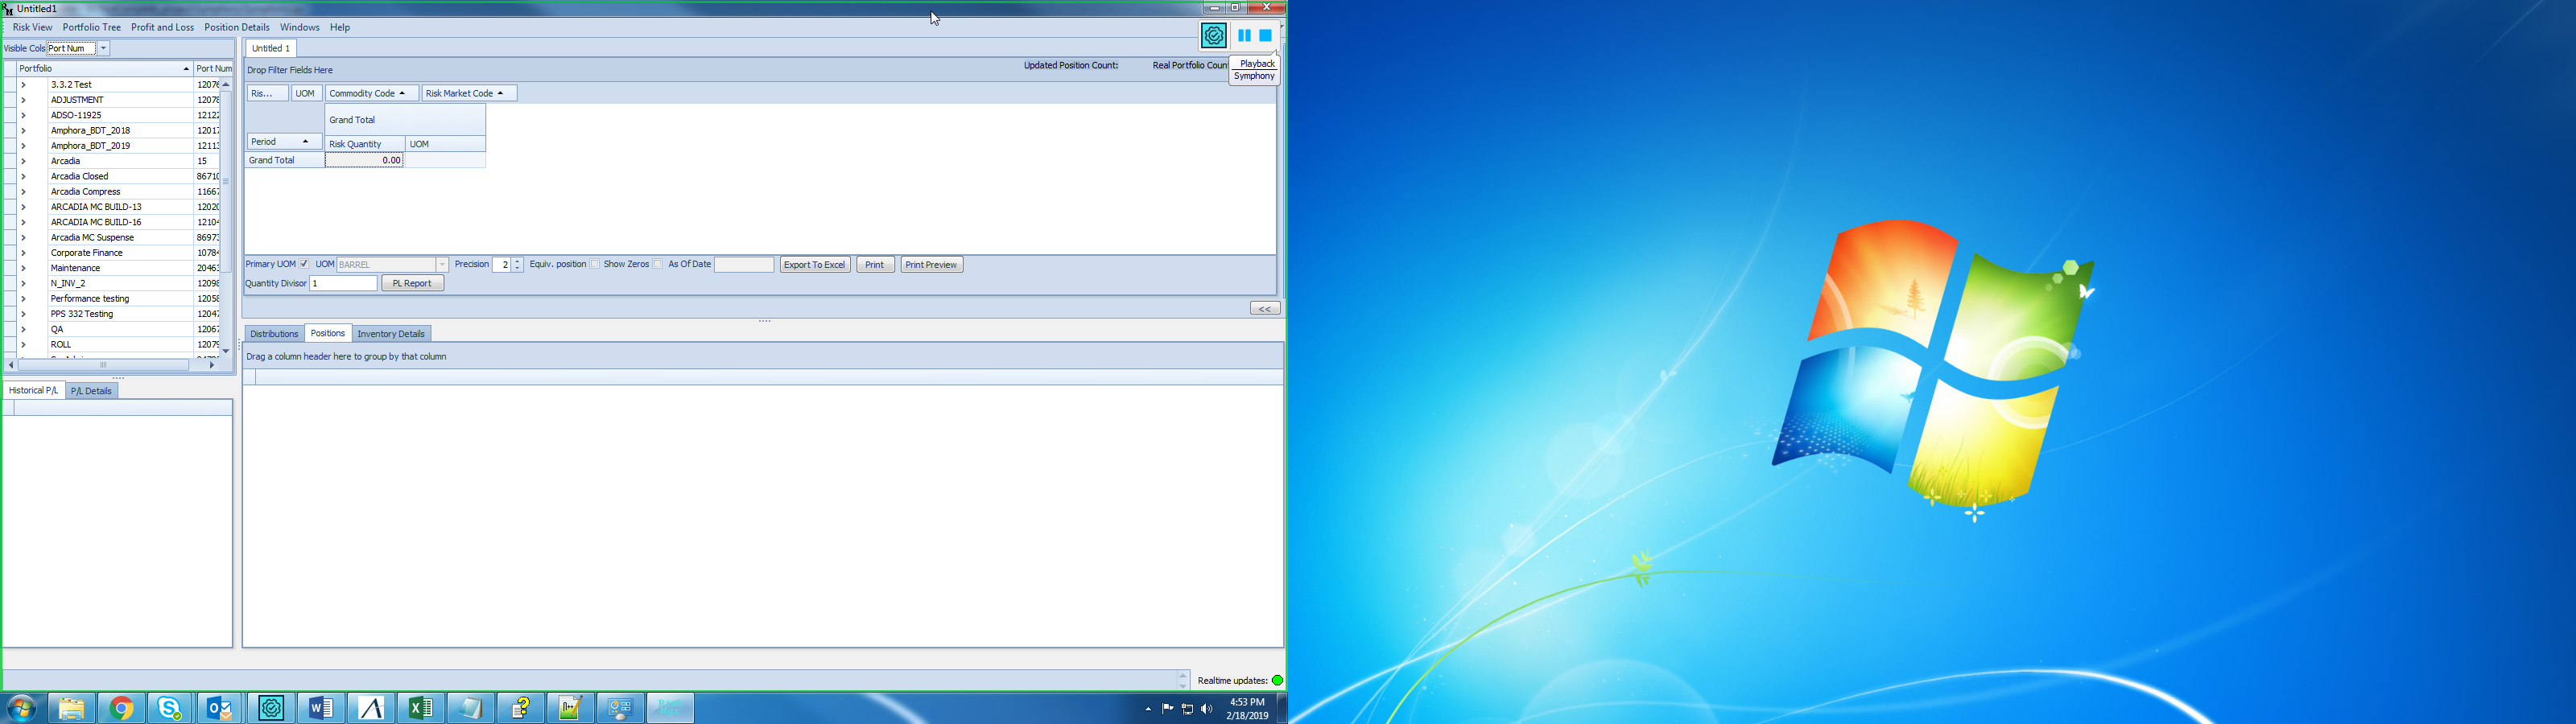 Untitled1
Risk View Portfolio Tree Profit and Loss Position Details Windows Help
Visible Cols Port Num
Portfolio Port Num
3.3.2 Test 12076
ADJUSTMENT 12078
ADSO-11925 12122
Amphora_BDT_2018 12017
Amphora_BDT_2019 12113
Arcadia 15
Arcadia Closed 86710
Arcadia Compress 11667
ARCADIA MC BUILD-13 12020
ARCADIA MC BUILD-16 12104
Arcadia MC Suspense 86973
Corporate Finance 10784
Maintenance 20463
N_INV_2 12098
Performance testing 12058
PPS 332 Testing 12047
QA 12067
ROLL 12079
Historical P/L P/L Details
Untitled 1
Drop Filter Fields Here Updated Position Count: Real Portfolio Coun
Playback
Symphony
Ris... UOM Commodity Code Risk Market Code
Grand Total
Period Risk Quantity UOM
Grand Total 0.00
Primary UOM UOM BARREL Precision 2 Equiv. position Show Zeros As Of Date Export To Excel Print Print Preview
Quantity Divisor 1 PL Report
<<
Distributions Positions Inventory Details
Drag a column header here to group by that column
Realtime updates:
4:53 PM
2/18/2019